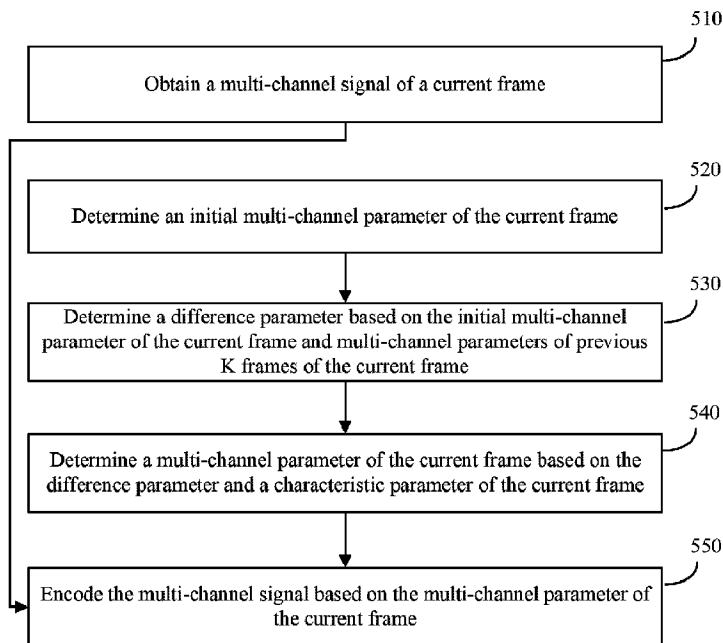 510
Obtain a multi-channel signal of a current frame
520
Determine an initial multi-channel parameter of the current frame
530
Determine a difference parameter based on the initial multi-channel
parameter of the current frame and multi-channel parameters of previous
K frames of the current frame
540
Determine a multi-channel parameter of the current frame based on the
difference parameter and a characteristic parameter of the current frame
550
Encode the multi-channel signal based on the multi-channel parameter of
the current frame